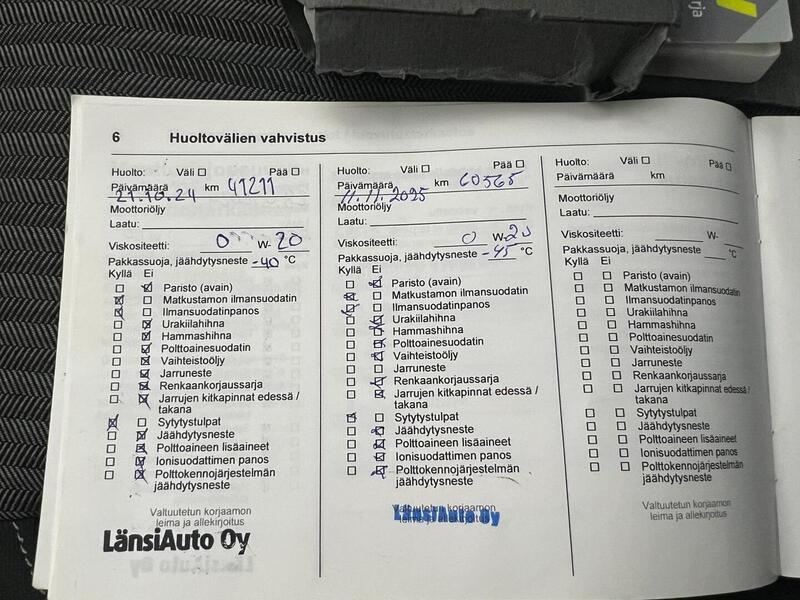 rja
6 Huoltovälien vahvistus
Huolto: Väli ☐ Pää ☐
Päivämäärä km 41211
21.10.24
Moottoriöljy
Laatu:
Viskositeetti: 0 W- 20
Pakkassuoja, jäähdytysneste -40 °C
Kyllä Ei
Paristo (avain)
Matkustamon ilmansuodatin
Ilmansuodatinpanos
Urakiilahihna
Hammashihna
Polttoainesuodatin
Vaihteistoöljy
Jarruneste
Renkaankorjaussarja
Jarrujen kitkapinnat edessä /
takana
Sytytystulpat
Jäähdytysneste
Polttoaineen lisäaineet
Ionisuodattimen panos
Polttokennojärjestelmän
jäähdytysneste
Valtuutetun korjaamon
leima ja allekirjoitus
LänsiAuto Oy
Huolto: Väli ☐ Pää ☐
Päivämäärä km 60565
11.11.2025
Moottoriöljy
Laatu:
Viskositeetti: 0 W- 20
Pakkassuoja, jäähdytysneste -45 °C
Kyllä Ei
Paristo (avain)
Matkustamon ilmansuodatin
Ilmansuodatinpanos
Urakiilahihna
Hammashihna
Polttoainesuodatin
Vaihteistoöljy
Jarruneste
Renkaankorjaussarja
Jarrujen kitkapinnat edessä /
takana
Sytytystulpat
Jäähdytysneste
Polttoaineen lisäaineet
Ionisuodattimen panos
Polttokennojärjestelmän
jäähdytysneste
Valtuutetun korjaamon
leima ja allekirjoitus
LänsiAuto Oy
Huolto: Väli ☐ Pää ☐
Päivämäärä km
Moottoriöljy
Laatu:
Viskositeetti: W-
Pakkassuoja, jäähdytysneste °C
Kyllä Ei
Paristo (avain)
Matkustamon ilmansuodatin
Ilmansuodatinpanos
Urakiilahihna
Hammashihna
Polttoainesuodatin
Vaihteistoöljy
Jarruneste
Renkaankorjaussarja
Jarrujen kitkapinnat edessä /
takana
Sytytystulpat
Jäähdytysneste
Polttoaineen lisäaineet
Ionisuodattimen panos
Polttokennojärjestelmän
jäähdytysneste
Valtuutetun korjaamon
leima ja allekirjoitus